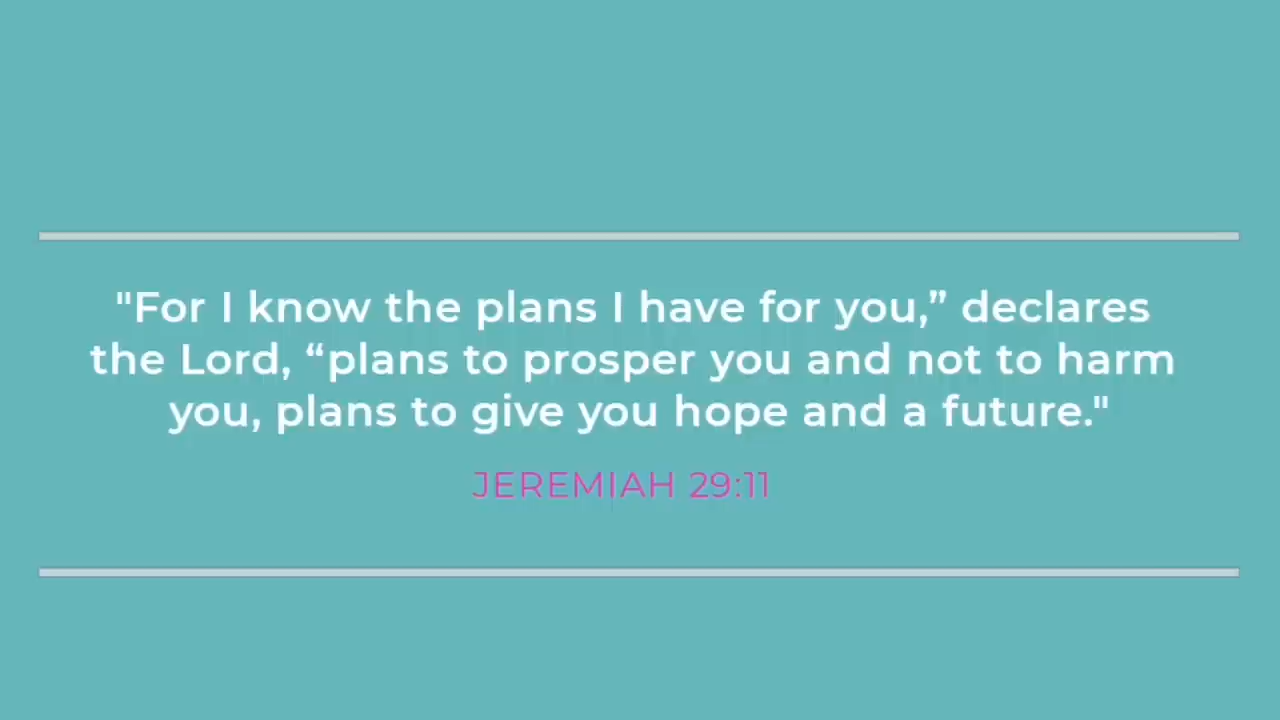 "For I know the plans I have for you,” declares
the Lord, “plans to prosper you and not to harm
you, plans to give you hope and a future."
JEREMIAH 29:11